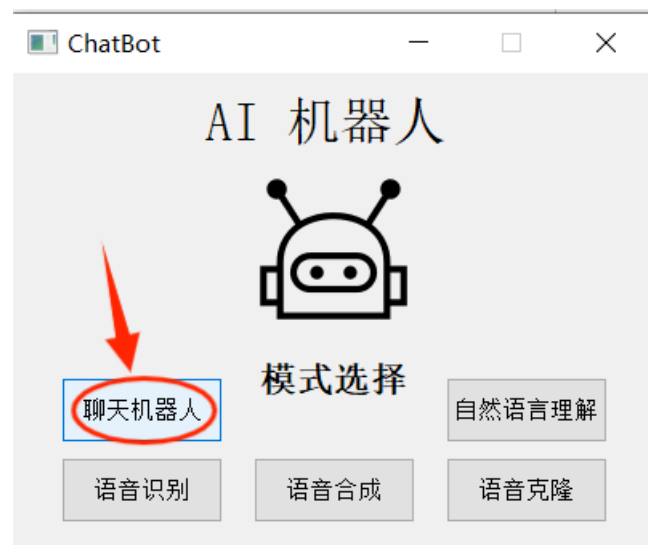 ChatBot
AI 机器人
模式选择
聊天机器人
自然语言理解
语音识别
语音合成
语音克隆